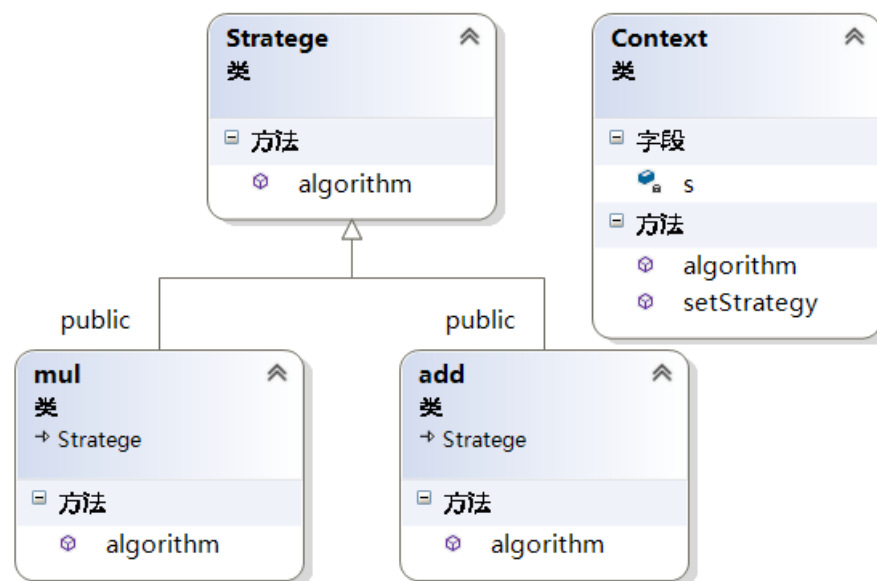 Stratege
类
方法
algorithm
Context
类
字段
s
方法
algorithm
setStrategy
public
public
mul
类
Stratege
方法
algorithm
add
类
Stratege
方法
algorithm